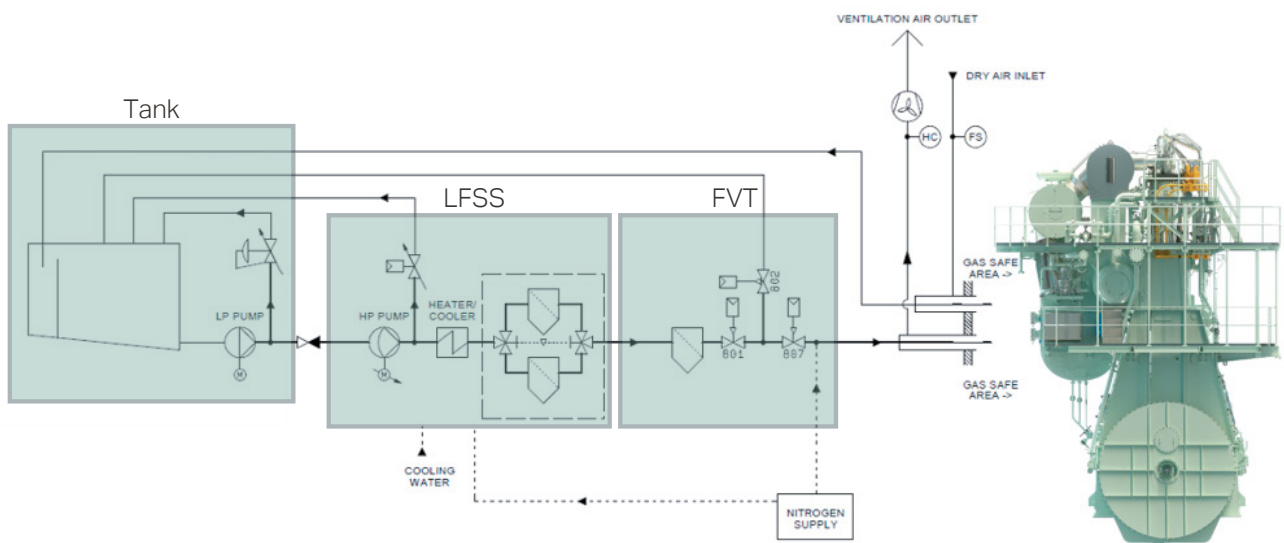 VENTILATION AIR OUTLET
DRY AIR INLET
Tank
HC
FS
LFSS
FVT
GAS SAFE
AREA ->
HEATER/
COOLER
802
LP PUMP
HP PUMP
M
M
801
807
GAS SAFE
AREA ->
COOLING
WATER
NITROGEN
SUPPLY